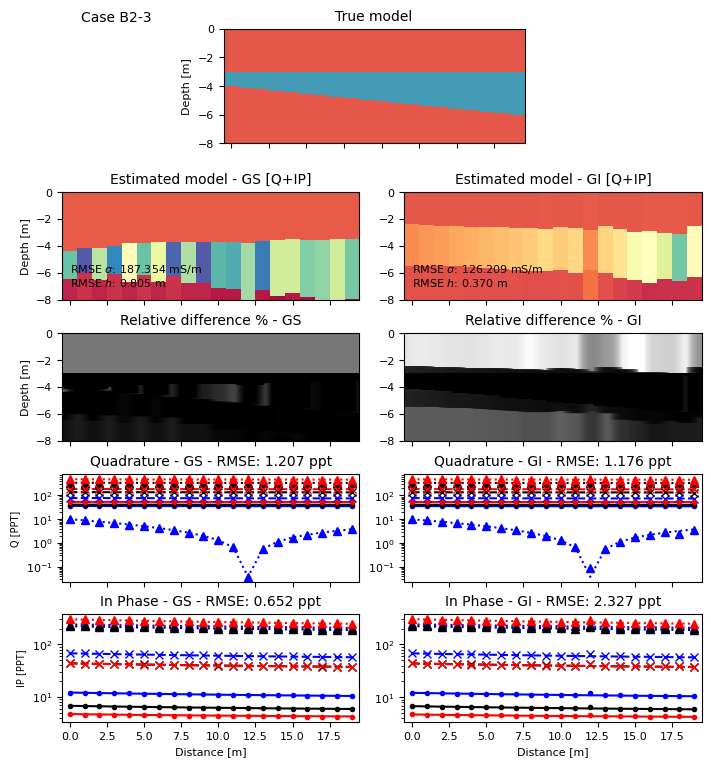 Case B2-3
True model
Depth [m]
0
−2
−4
−6
−8
Estimated model - GS [Q+IP]
Depth [m]
0
−2
−4
−6
−8
RMSE σ: 187.354 mS/m
RMSE h: 0.805 m
Estimated model - GI [Q+IP]
0
−2
−4
−6
−8
RMSE σ: 126.209 mS/m
RMSE h: 0.370 m
Relative difference % - GS
Depth [m]
0
−2
−4
−6
−8
Relative difference % - GI
0
−2
−4
−6
−8
Quadrature - GS - RMSE: 1.207 ppt
Q [PPT]
10²
10¹
10⁰
10⁻¹
Quadrature - GI - RMSE: 1.176 ppt
10²
10¹
10⁰
10⁻¹
In Phase - GS - RMSE: 0.652 ppt
IP [PPT]
10²
10¹
0.0 2.5 5.0 7.5 10.0 12.5 15.0 17.5
Distance [m]
In Phase - GI - RMSE: 2.327 ppt
10²
10¹
0.0 2.5 5.0 7.5 10.0 12.5 15.0 17.5
Distance [m]